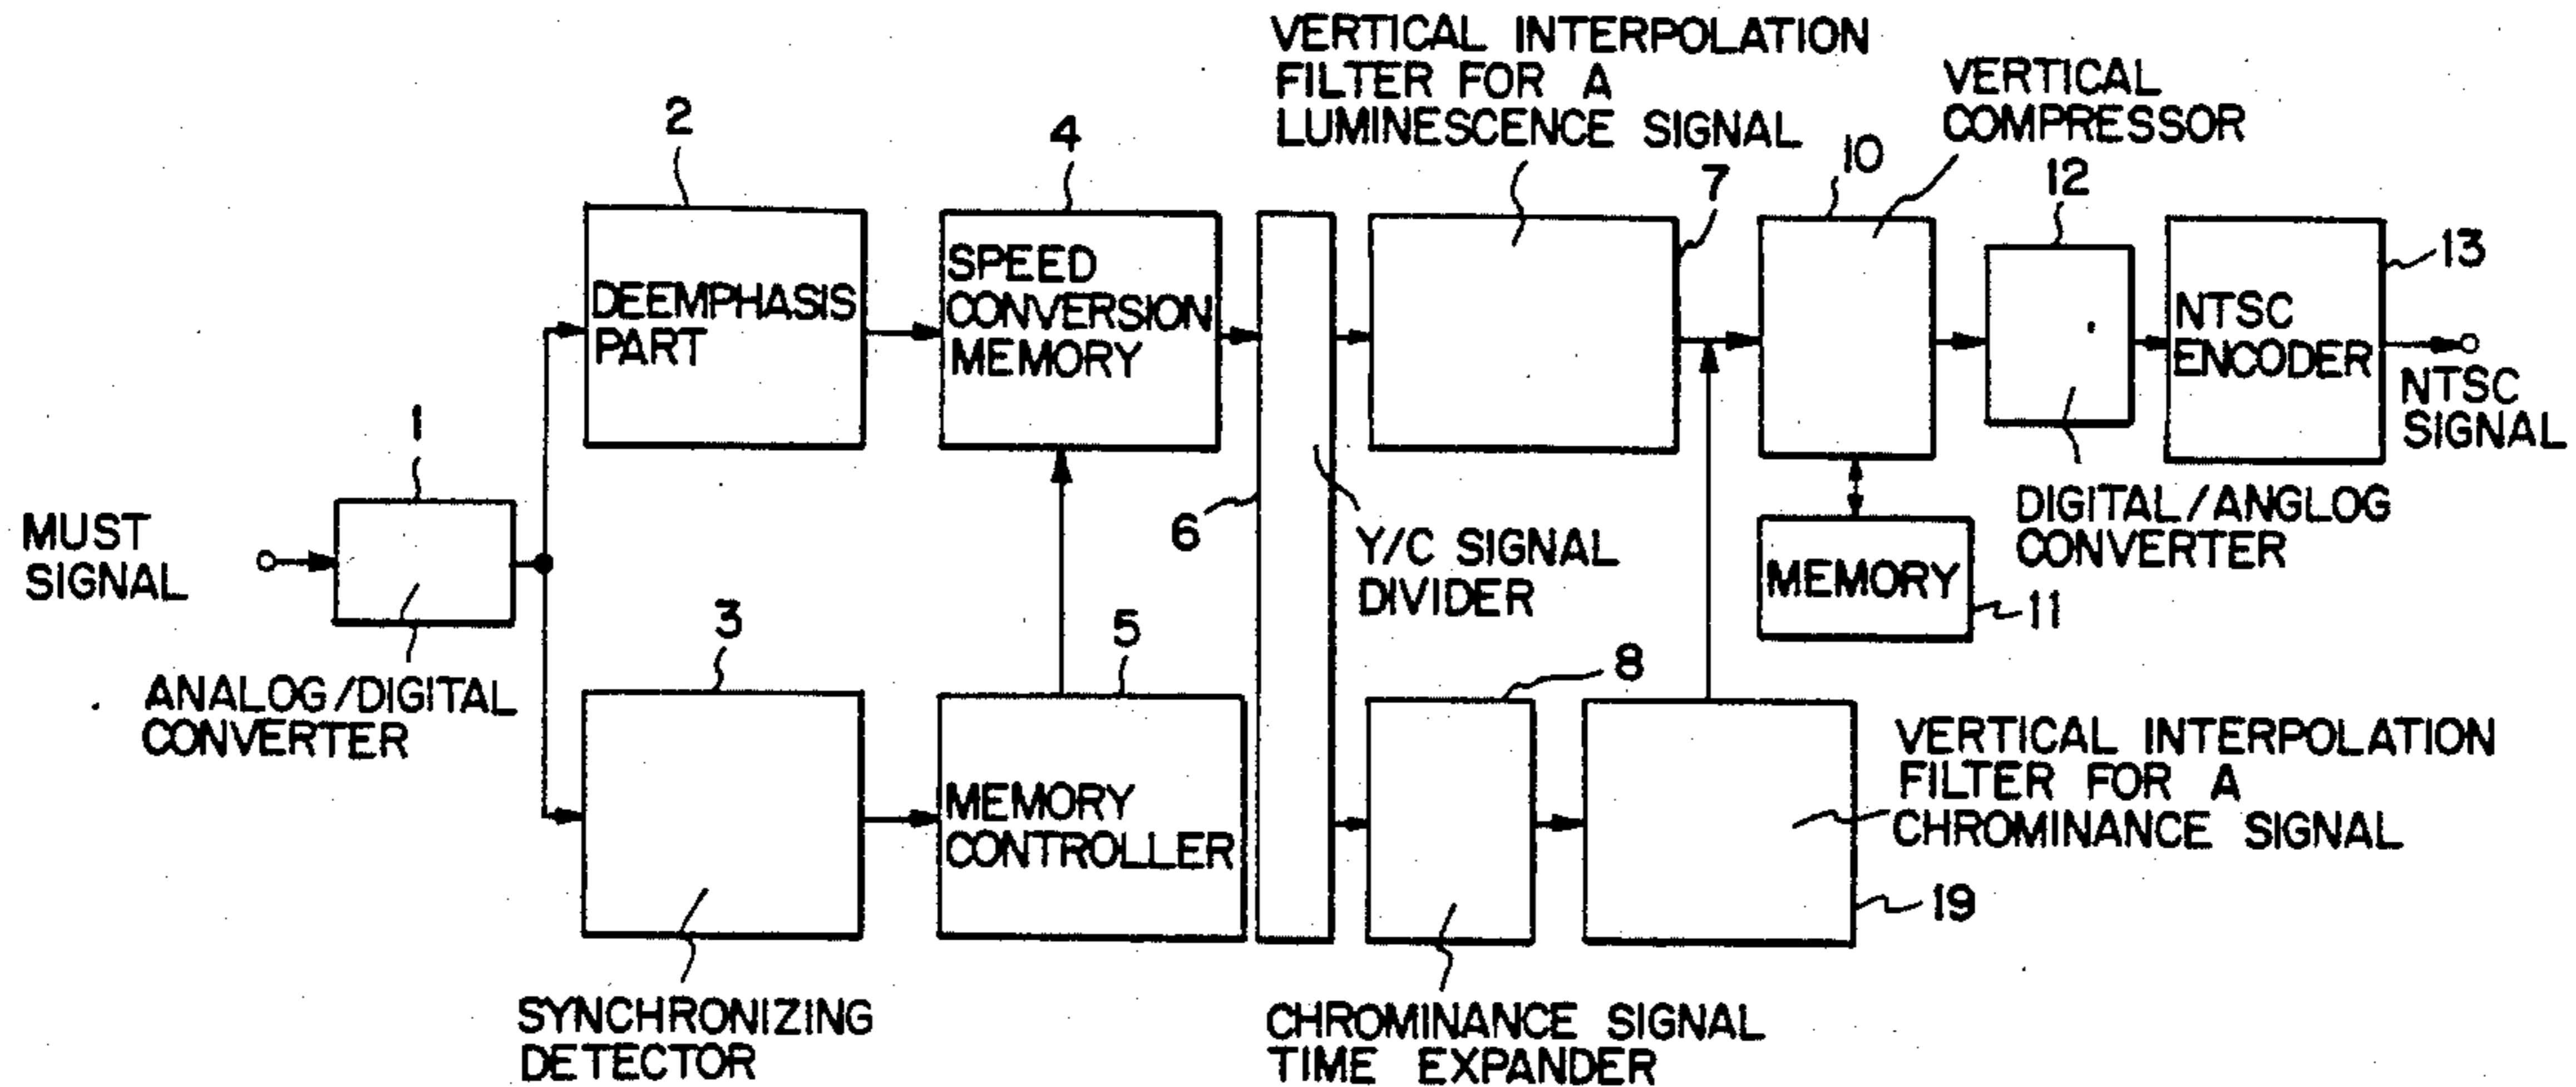 VERTICAL INTERPOLATION
FILTER FOR A
LUMINESCENCE SIGNAL
VERTICAL
COMPRESSOR
2
4
7
10
12
13
DEEMPHASIS
PART
SPEED
CONVERSION
MEMORY
NTSC
ENCODER
NTSC
SIGNAL
1
MUST
SIGNAL
6
Y/C SIGNAL
DIVIDER
MEMORY
11
DIGITAL/ANGLOG
CONVERTER
ANALOG/DIGITAL
CONVERTER
3
5
8
MEMORY
CONTROLLER
VERTICAL INTERPOLATION
FILTER FOR A
CHROMINANCE SIGNAL
19
SYNCHRONIZING
DETECTOR
CHROMINANCE SIGNAL
TIME EXPANDER